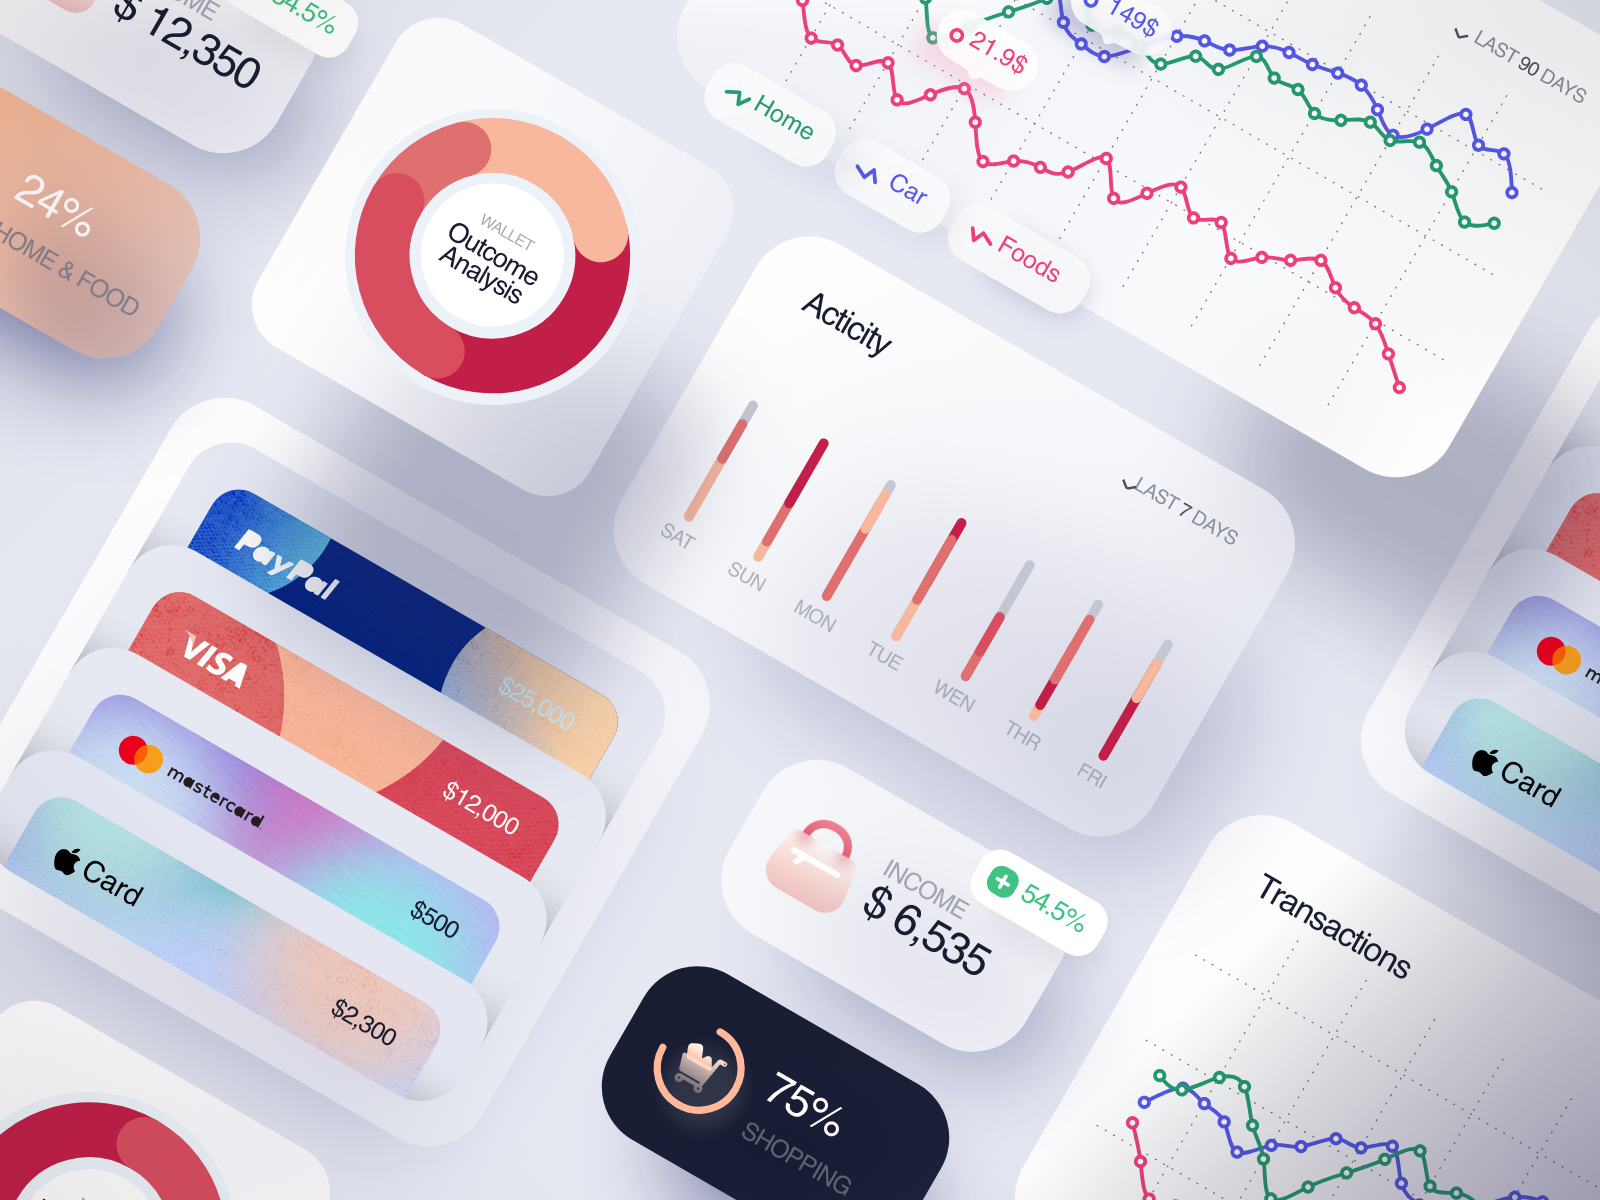 $ 12,350
24%
HOME & FOOD
WALLET
Outcome
Analysis
21.9$
149$
LAST 90 DAYS
Home
Car
Foods
Acticity
LAST 7 DAYS
SAT
SUN
MON
TUE
WEN
THR
FRI
PayPal
$25,000
VISA
$12,000
mastercard
$500
Card
$2,300
INCOME
$ 6,535
54.5%
75%
SHOPPING
Card
Transactions